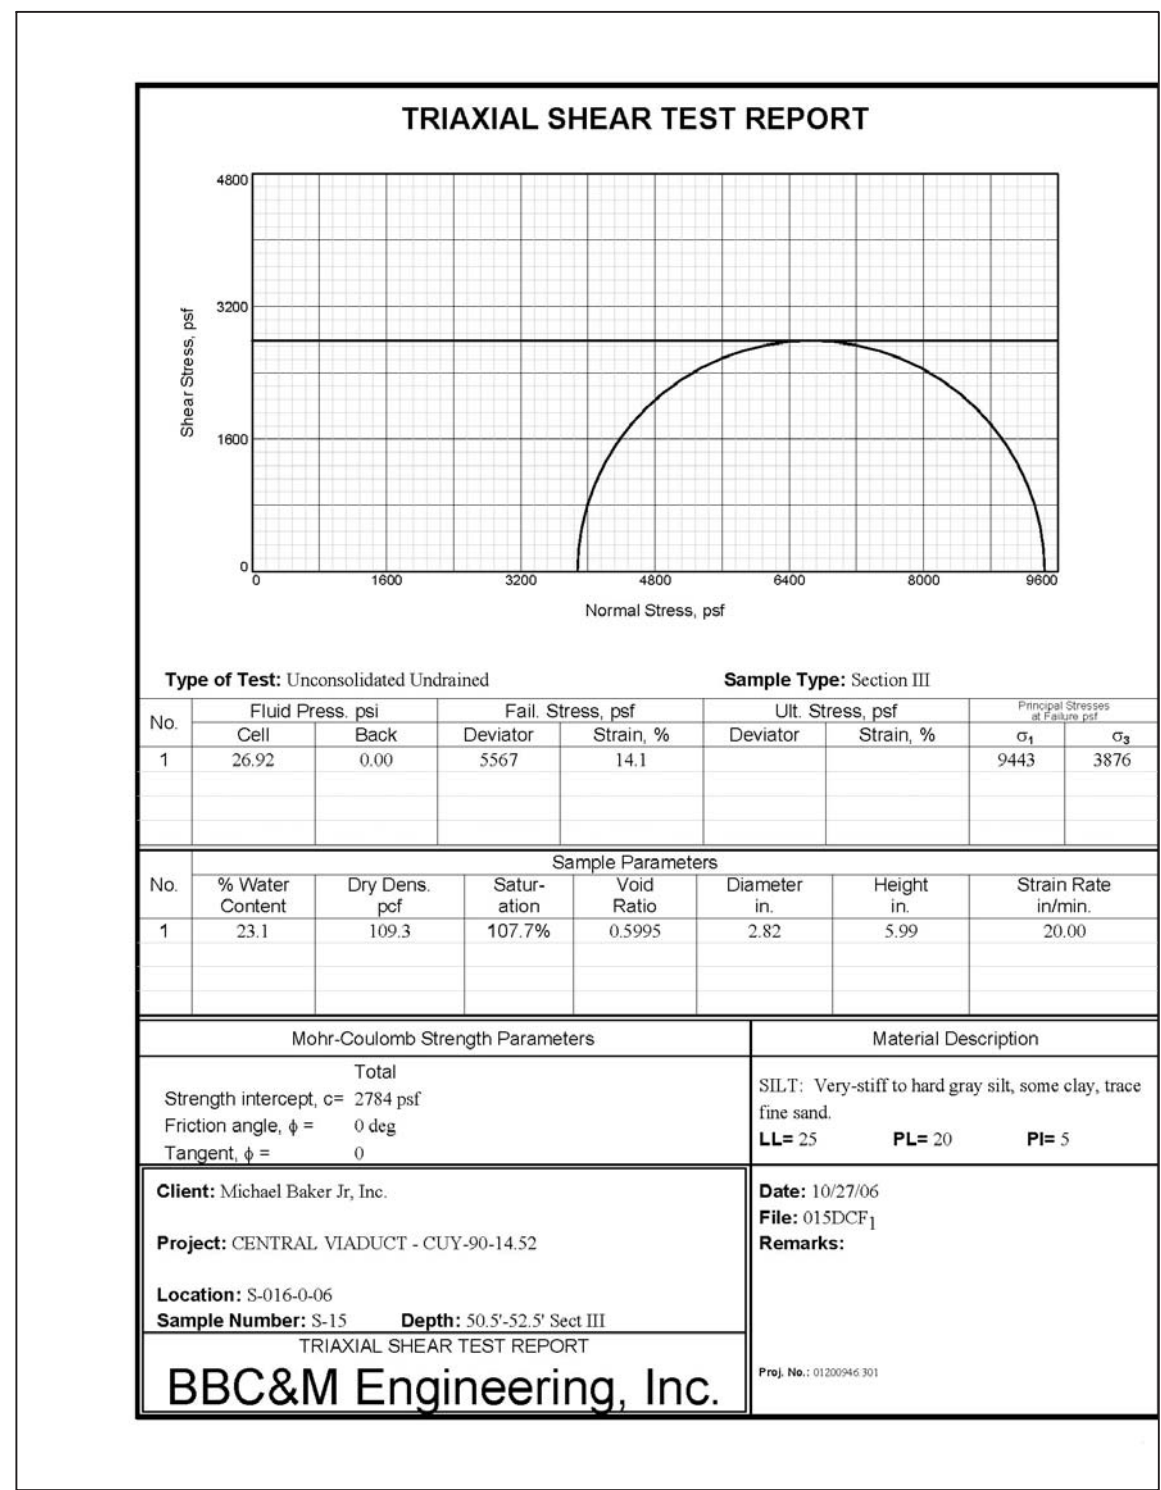 TRIAXIAL SHEAR TEST REPORT
4800
3200
1600
0
Shear Stress, psf
0 1600 3200 4800 6400 8000 9600
Normal Stress, psf
Type of Test: Unconsolidated Undrained Sample Type: Section III
No. Fluid Press. psi Fail. Stress, psf Ult. Stress, psf Principal Stresses at Failure psf
Cell Back Deviator Strain, % Deviator Strain, % σ1 σ3
1 26.92 0.00 5567 14.1 9443 3876
Sample Parameters
No. % Water Content Dry Dens. pcf Satur-ation Void Ratio Diameter in. Height in. Strain Rate in/min.
1 23.1 109.3 107.7% 0.5995 2.82 5.99 20.00
Mohr-Coulomb Strength Parameters
Total
Strength intercept, c= 2784 psf
Friction angle, ϕ = 0 deg
Tangent, ϕ = 0
Material Description
SILT: Very-stiff to hard gray silt, some clay, trace
fine sand.
LL= 25 PL= 20 PI= 5
Client: Michael Baker Jr, Inc.
Project: CENTRAL VIADUCT - CUY-90-14.52
Location: S-016-0-06
Sample Number: S-15 Depth: 50.5'-52.5' Sect III
TRIAXIAL SHEAR TEST REPORT
BBC&M Engineering, Inc.
Date: 10/27/06
File: 015DCF1
Remarks:
Proj. No.: 01200946.301